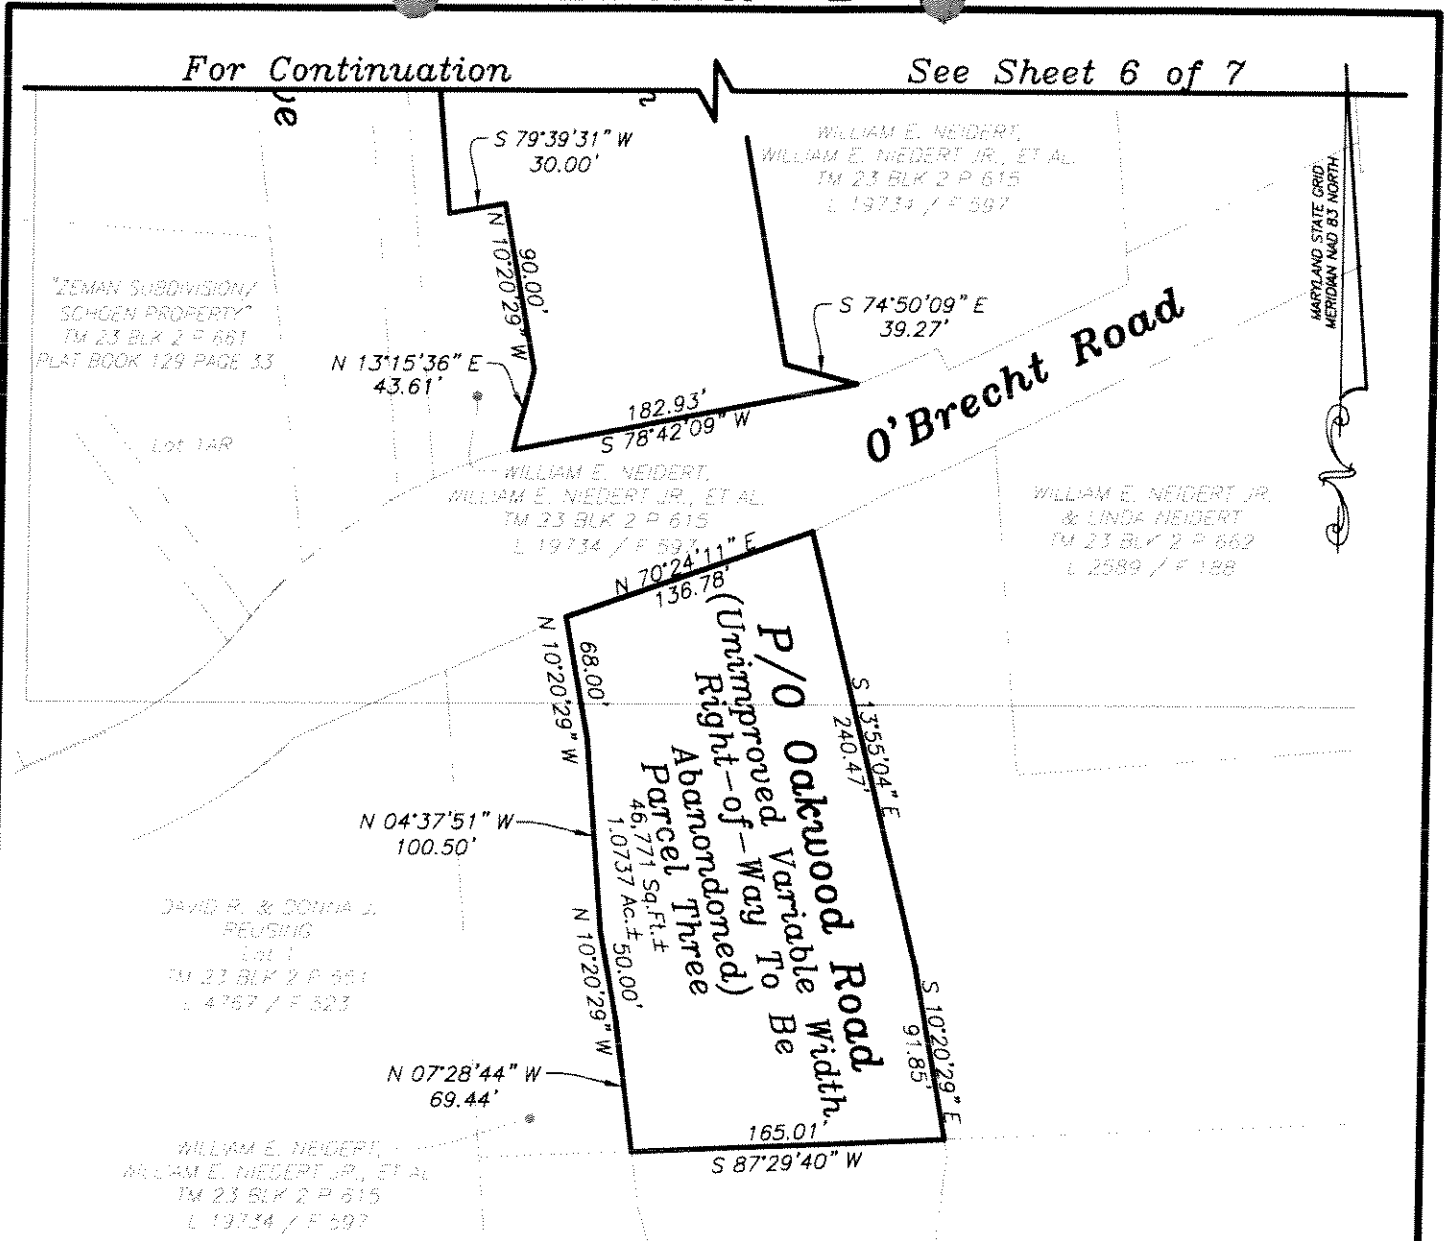 For Continuation
See Sheet 6 of 7
S 79°39'31" W
30.00'
WILLIAM E. NEIDERT,
WILLIAM E. NIEDERT JR., ET AL.
TM 23 BLK 2 P 615
L 19734 / F 597
MARYLAND STATE GRID
MERIDIAN NAD 83 NORTH
90.00'
N 10°20'29" W
"ZEMAN SUBDIVISION/
SCHOEN PROPERTY"
TM 23 BLK 2 P 661
PLAT BOOK 129 PAGE 33
S 74°50'09" E
39.27'
N 13°15'36" E
43.61'
O'Brecht Road
182.93'
S 78°42'09" W
Lot 1AR
WILLIAM E. NEIDERT,
WILLIAM E. NIEDERT JR., ET AL.
TM 23 BLK 2 P 615
L 19734 / F 597
WILLIAM E. NEIDERT JR.
& LINDA NEIDERT
TM 23 BLK 2 P 662
L 2589 / F 188
N 70°24'11" E
136.78'
68.00'
N 10°20'29" W
P/O Oakwood Road
(Unimproved Variable Width
Right-of-Way To Be
Abanondoned)
Parcel Three
46,771 Sq.Ft.±
1.0737 Ac.±
S 13°55'04" E
240.47'
N 04°37'51" W
100.50'
50.00'
N 10°20'29" W
DAVID R. & DONNA J.
REUSING
Lot 1
TM 23 BLK 2 P 551
L 4767 / F 323
S 10°20'29" E
91.85'
N 07°28'44" W
69.44'
165.01'
S 87°29'40" W
WILLIAM E. NEIDERT,
WILLIAM E. NIEDERT JR., ET AL
TM 23 BLK 2 P 615
L 19734 / F 597